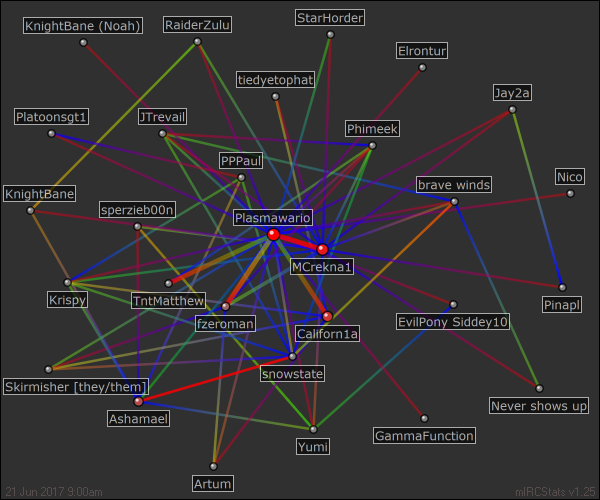 KnightBane (Noah)
RaiderZulu
StarHorder
Elrontur
tiedyetophat
Jay2a
Platoonsgt1
JTrevail
Phimeek
PPPaul
Nico
KnightBane
brave winds
sperzieb00n
Plasmawario
MCrekna1
Krispy
TntMatthew
Pinapl
fzeroman
Californ1a
EvilPony Siddey10
snowstate
Skirmisher [they/them]
Ashamael
Never shows up
GammaFunction
Yumi
Artum
21 Jun 2017 9:00am
mIRCStats v1.25